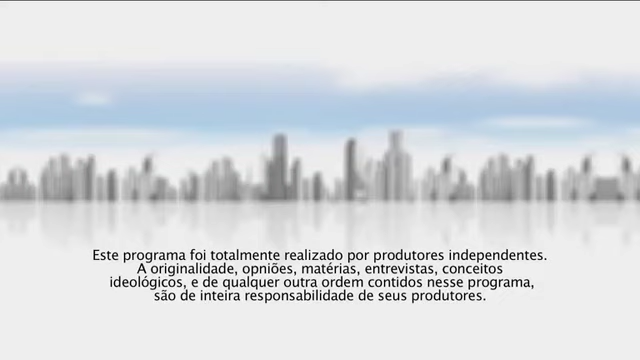 Este programa foi totalmente realizado por produtores independentes.
A originalidade, opniões, matérias, entrevistas, conceitos
ideológicos, e de qualquer outra ordem contidos nesse programa,
são de inteira responsabilidade de seus produtores.